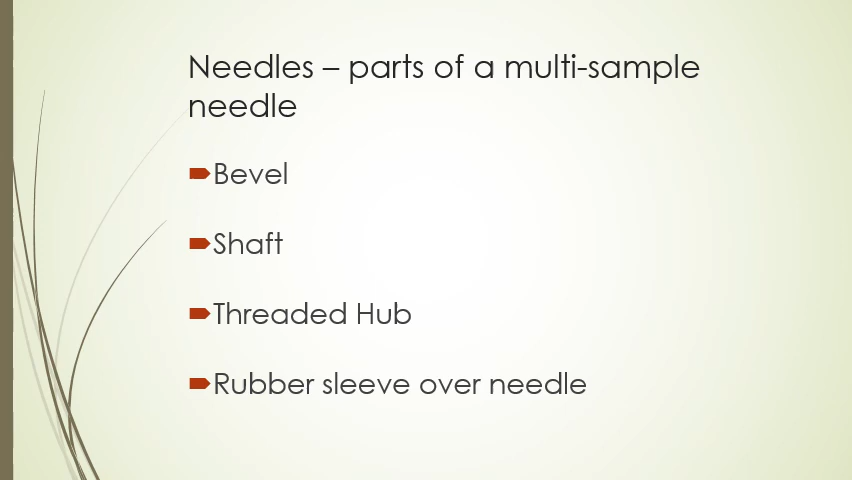 Needles – parts of a multi-sample
needle
Bevel
Shaft
Threaded Hub
Rubber sleeve over needle